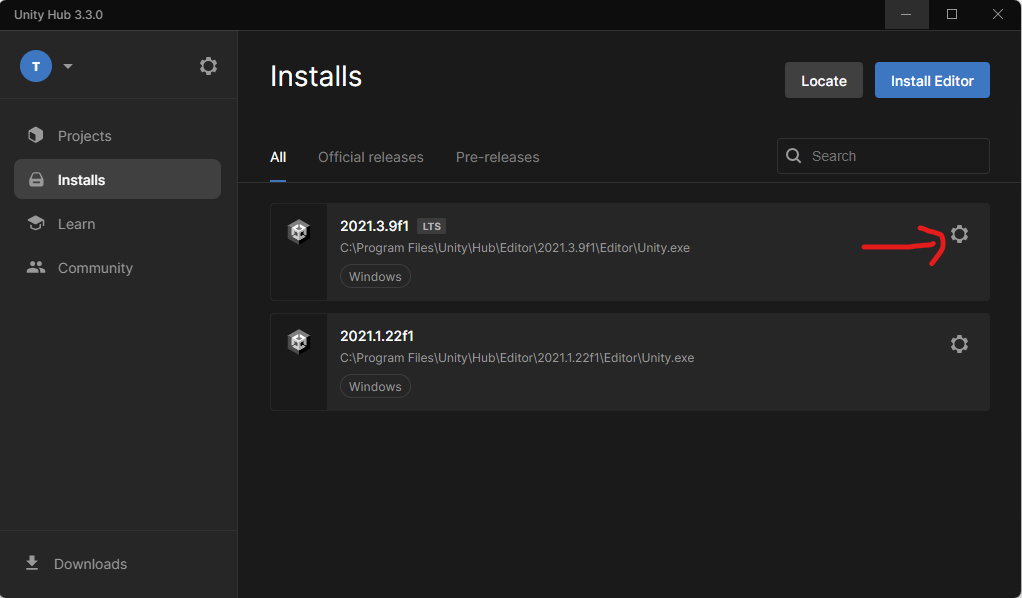 Unity Hub 3.3.0
T
Projects
Installs
Learn
Community
Downloads
Installs
Locate
Install Editor
All
Official releases
Pre-releases
Search
2021.3.9f1 LTS
C:\Program Files\Unity\Hub\Editor\2021.3.9f1\Editor\Unity.exe
Windows
2021.1.22f1
C:\Program Files\Unity\Hub\Editor\2021.1.22f1\Editor\Unity.exe
Windows